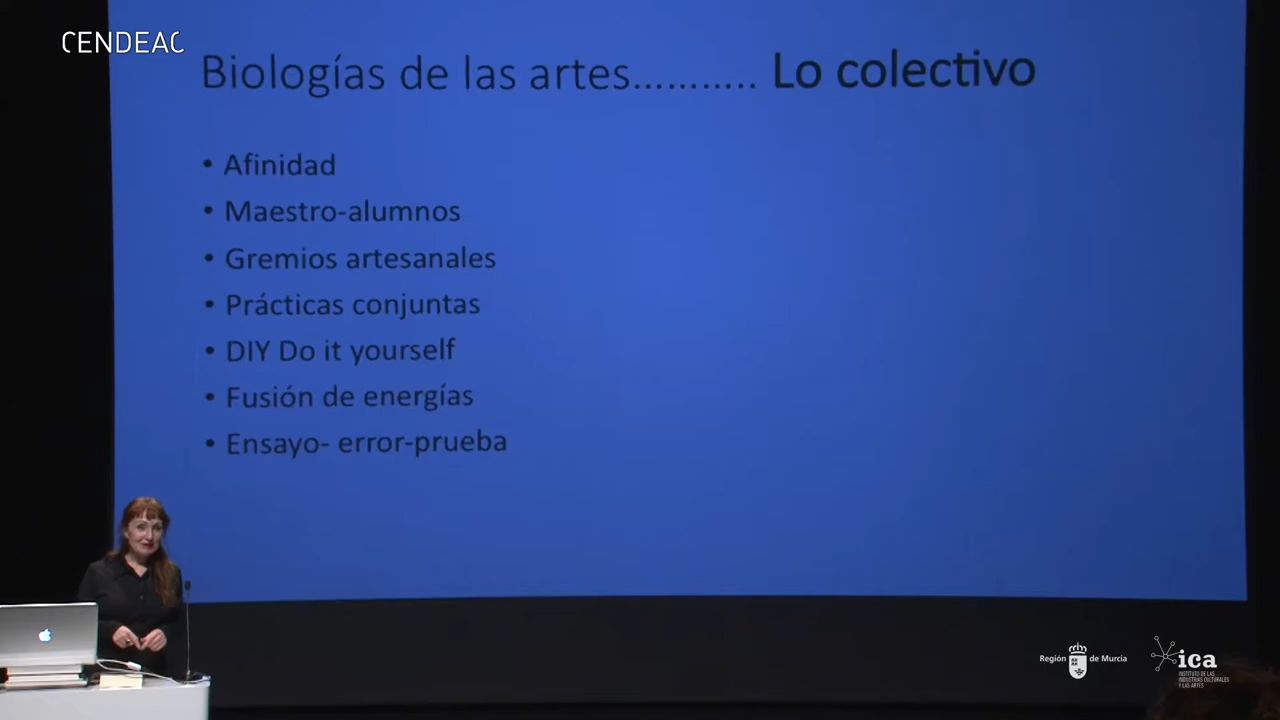 CENDEAC
Biologías de las artes........... Lo colectivo
• Afinidad
• Maestro-alumnos
• Gremios artesanales
• Prácticas conjuntas
• DIY Do it yourself
• Fusión de energías
• Ensayo- error-prueba
Región de Murcia
ica
INSTITUTO DE LAS
INDUSTRIAS CULTURALES
Y LAS ARTES